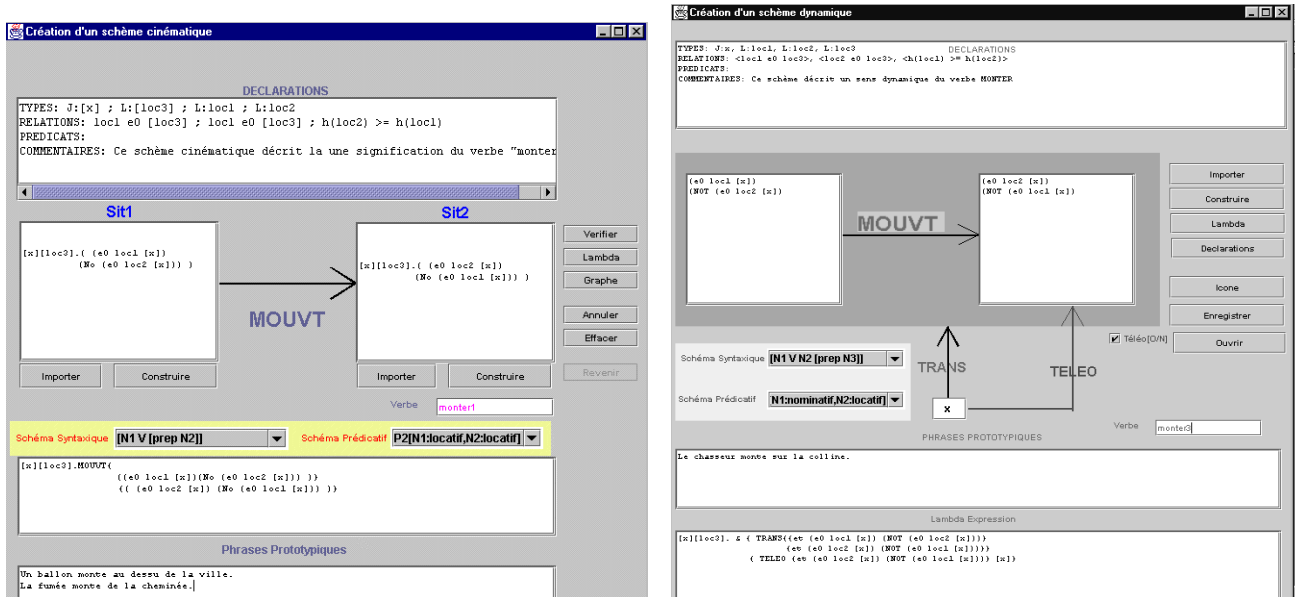 Création d'un schème cinématique
DECLARATIONS
TYPES: J:[x] ; L:[loc3] ; L:loc1 ; L:loc2
RELATIONS: loc1 e0 [loc3] ; loc1 e0 [loc3] ; h(loc2) >= h(loc1)
PREDICATS:
COMMENTAIRES: Ce schème cinématique décrit la une signification du verbe "monter
Sit1
Sit2
[x][loc3].( (e0 loc1 [x])
(No (e0 loc2 [x])) )
MOUVT
[x][loc3].( (e0 loc2 [x])
(No (e0 loc1 [x])) )
Verifier
Lambda
Graphe
Annuler
Effacer
Revenir
Importer
Construire
Importer
Construire
Verbe
monter1
Schéma Syntaxique
[N1 V [prep N2]]
Schéma Prédicatif
P2[N1:locatif,N2:locatif]
[x][loc3].MOUVT{
((e0 loc1 [x])(No (e0 loc2 [x])) )}
{( (e0 loc2 [x]) (No (e0 loc1 [x])) )}
Phrases Prototypiques
Un ballon monte au dessu de la ville.
La fumée monte de la cheminée.
Création d'un schème dynamique
DECLARATIONS
TYPES: J:x, L:loc1, L:loc2, L:loc3
RELATIONS: <loc1 e0 loc3>, <loc2 e0 loc3>, <h(loc1) >= h(loc2)>
PREDICATS:
COMMENTAIRES: Ce schème décrit un sens dynamique du verbe MONTER
(e0 loc1 [x])
(NOT (e0 loc2 [x])
MOUVT
(e0 loc2 [x])
(NOT (e0 loc1 [x])
Importer
Construire
Lambda
Declarations
Icone
Enregistrer
Ouvrir
Téléo[O/N]
Schéma Syntaxique
[N1 V N2 [prep N3]]
Schéma Prédicatif
N1:nominatif,N2:locatif]
TRANS
TELEO
x
Verbe
monter3
PHRASES PROTOTYPIQUES
Le chasseur monte sur la colline.
Lambda Expression
[x][loc3]. & { TRANS{(et (e0 loc1 [x]) (NOT (e0 loc2 [x])))}
{et (e0 loc2 [x]) (NOT (e0 loc1 [x])))}}
{ TELEO (et (e0 loc2 [x]) (NOT (e0 loc1 [x]))) [x]}